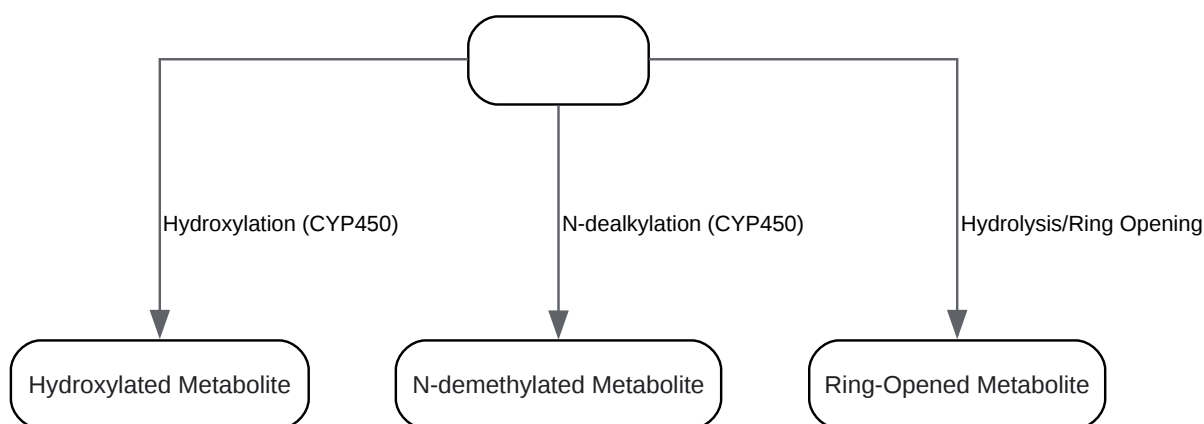 Hydroxylation (CYP450)
N-dealkylation (CYP450)
Hydrolysis/Ring Opening
Hydroxylated Metabolite
N-demethylated Metabolite
Ring-Opened Metabolite